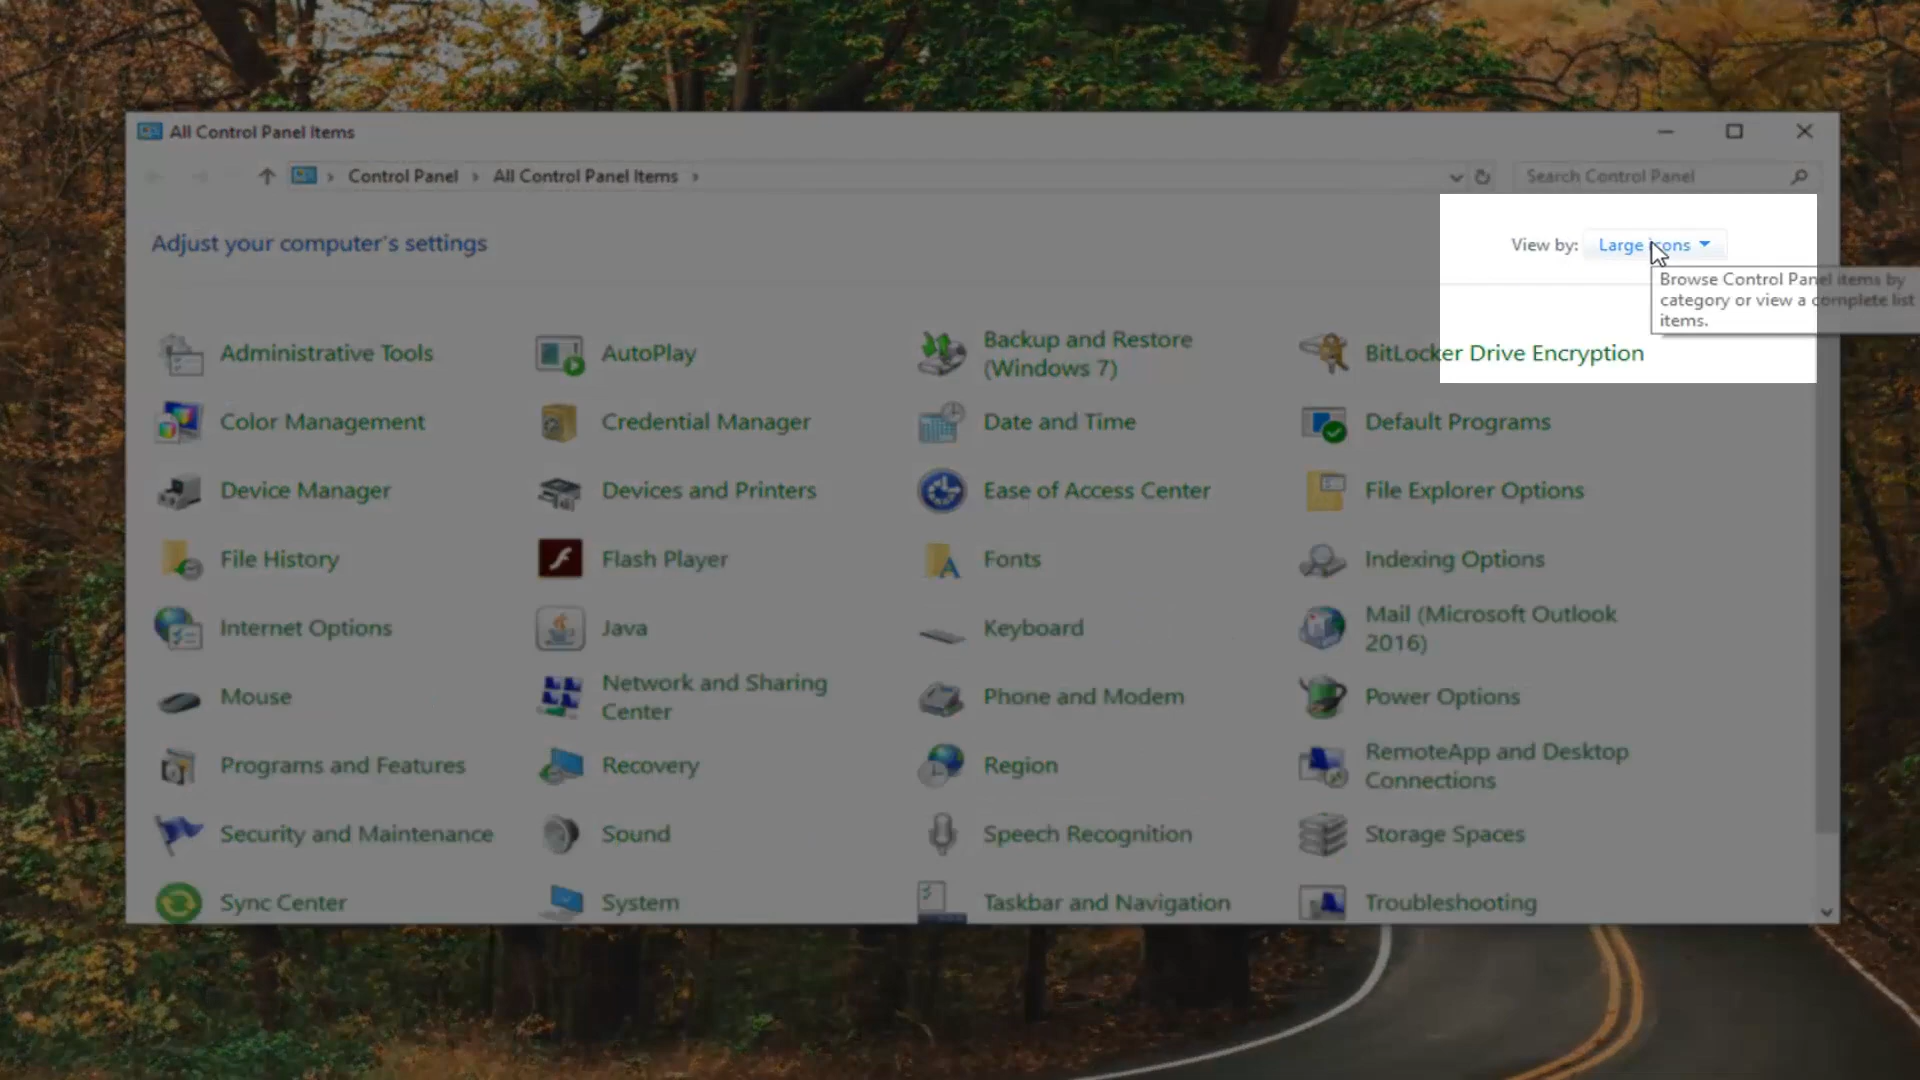 All Control Panel Items
Control Panel > All Control Panel Items >
Search Control Panel
Adjust your computer's settings
View by: Large icons
Browse Control Panel items by
category or view a complete list
items.
Administrative Tools
AutoPlay
Backup and Restore
(Windows 7)
BitLocker Drive Encryption
Color Management
Credential Manager
Date and Time
Default Programs
Device Manager
Devices and Printers
Ease of Access Center
File Explorer Options
File History
Flash Player
Fonts
Indexing Options
Internet Options
Java
Keyboard
Mail (Microsoft Outlook
2016)
Mouse
Network and Sharing
Center
Phone and Modem
Power Options
Programs and Features
Recovery
Region
RemoteApp and Desktop
Connections
Security and Maintenance
Sound
Speech Recognition
Storage Spaces
Sync Center
System
Taskbar and Navigation
Troubleshooting